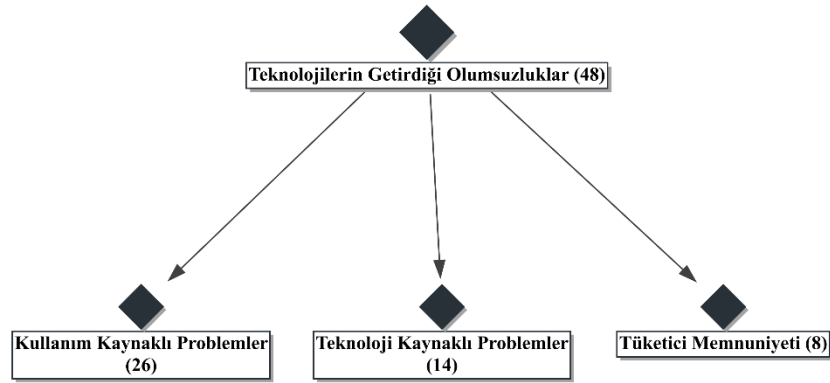 Teknolojilerin Getirdiği Olumsuzluklar (48)
Kullanım Kaynaklı Problemler
(26)
Teknoloji Kaynaklı Problemler
(14)
Tüketici Memnuniyeti (8)